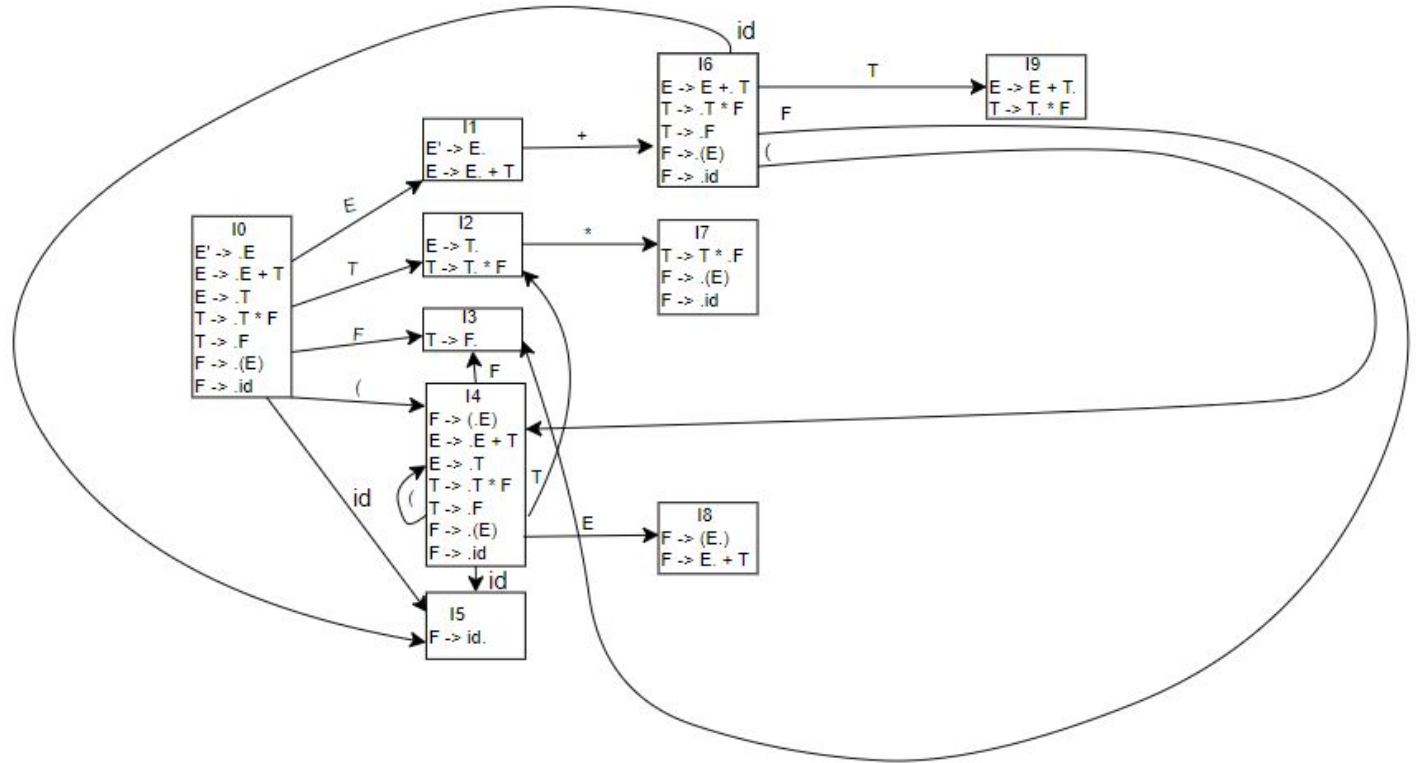 id
I6
E -> E +. T
T -> .T * F
T -> .F
F ->.(E)
F -> .id
T
F
(
I9
E -> E + T.
T -> T. * F
I1
E' -> E.
E -> E. + T
+
I0
E' -> .E
E -> .E + T
E -> .T
T -> .T * F
T -> .F
F -> .(E)
F -> .id
E
T
F
(
id
I2
E -> T.
T -> T. * F
*
I7
T -> T * .F
F -> .(E)
F -> .id
I3
T -> F.
F
I4
F -> (.E)
E -> .E + T
E -> .T
T -> .T * F
T -> .F
F -> .(E)
F -> .id
(
T
E
id
I8
F -> (E.)
F -> E. + T
I5
F -> id.